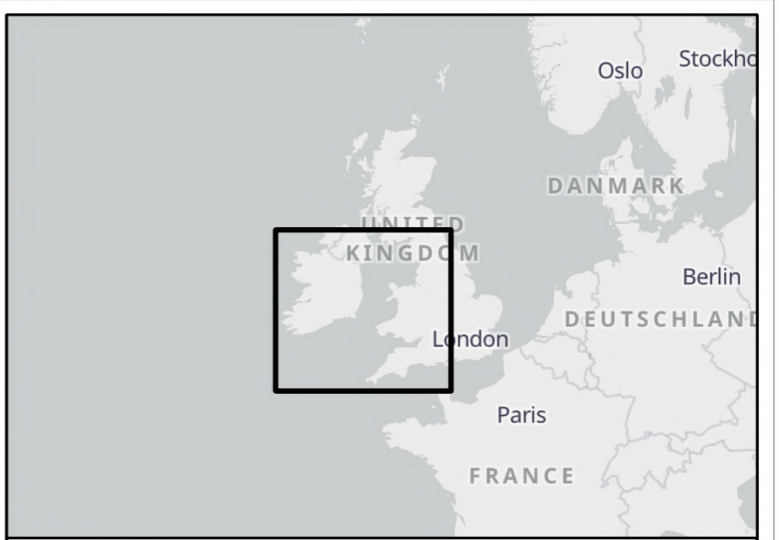 Stockho
Oslo
DANMARK
UNITED
KINGDOM
Berlin
DEUTSCHLAND
London
Paris
FRANCE